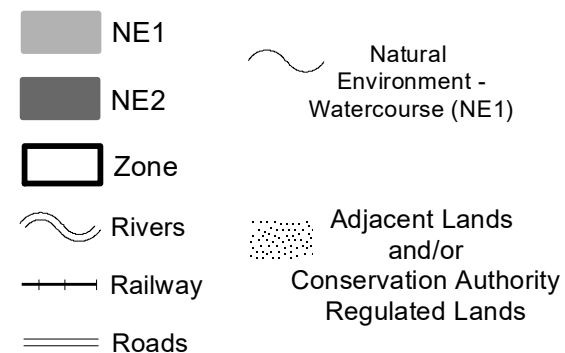 NE1
NE2
Zone
Rivers
Railway
Roads
Natural
Environment -
Watercourse (NE1)
Adjacent Lands
and/or
Conservation Authority
Regulated Lands